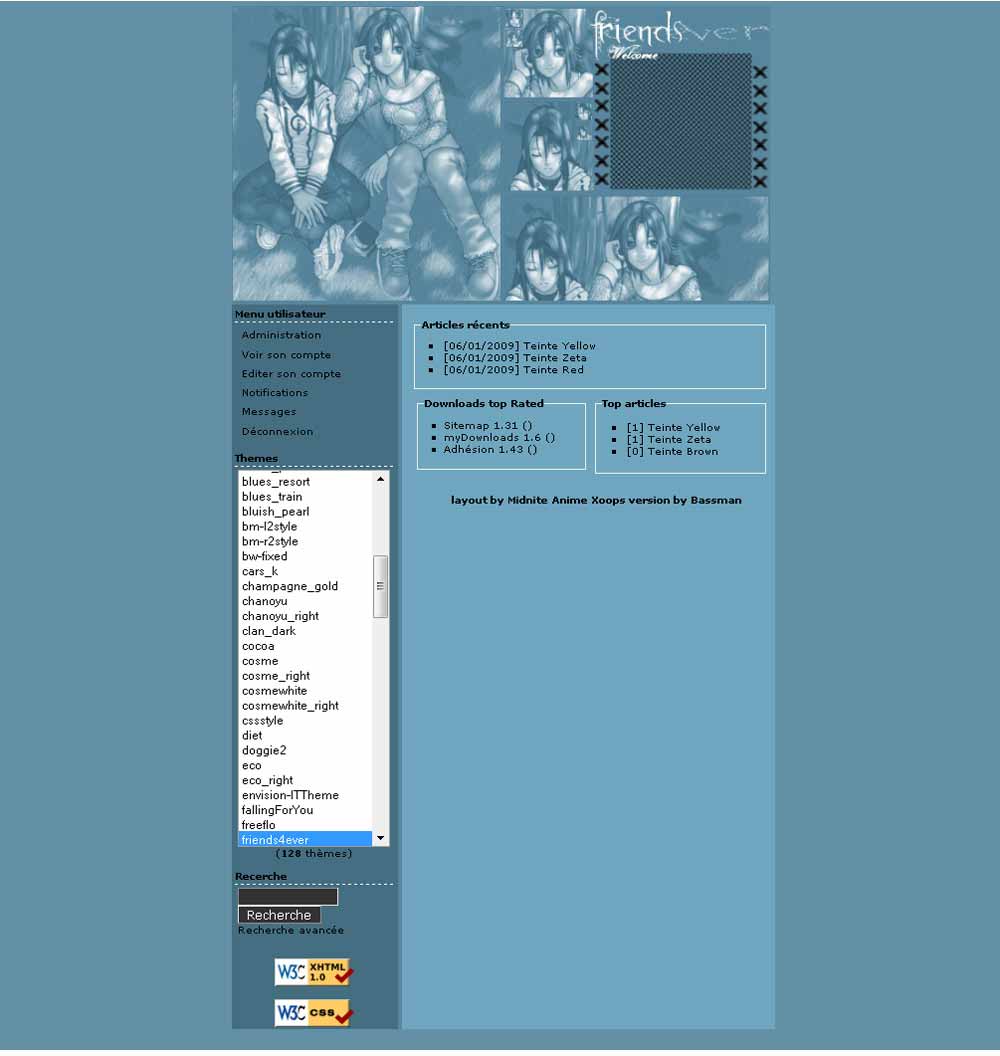 friends4ver
Welcome
Menu utilisateur
Administration
Voir son compte
Editer son compte
Notifications
Messages
Déconnexion
Themes
blues_resort
blues_train
bluish_pearl
bm-l2style
bm-r2style
bw-fixed
cars_k
champagne_gold
chanoyu
chanoyu_right
clan_dark
cocoa
cosme
cosme_right
cosmewhite
cosmewhite_right
cssstyle
diet
doggie2
eco
eco_right
envision-ITTheme
fallingForYou
freeflo
friends4ever
(128 thèmes)
Recerche
Recherche
Recherche avancée
W3C XHTML 1.0
W3C css
Articles récents
[06/01/2009] Teinte Yellow
[06/01/2009] Teinte Zeta
[06/01/2009] Teinte Red
Downloads top Rated
Sitemap 1.31 ()
myDownloads 1.6 ()
Adhésion 1.43 ()
Top articles
[1] Teinte Yellow
[1] Teinte Zeta
[0] Teinte Brown
layout by Midnite Anime Xoops version by Bassman